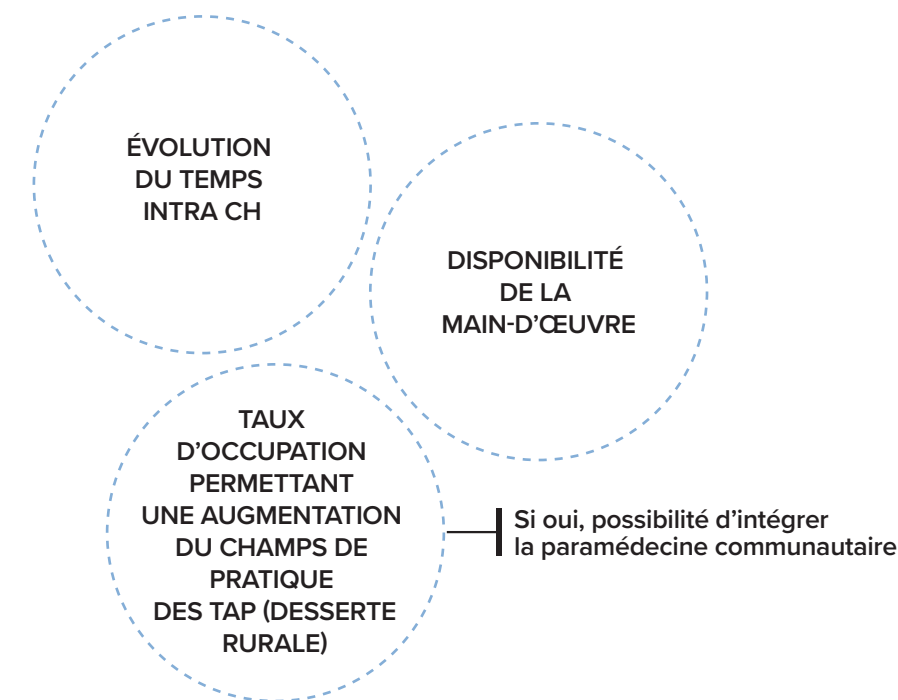 ÉVOLUTION
DU TEMPS
INTRA CH
DISPONIBILITÉ
DE LA
MAIN-D’ŒUVRE
TAUX
D’OCCUPATION
PERMETTANT
UNE AUGMENTATION
DU CHAMPS DE
PRATIQUE
DES TAP (DESSERTE
RURALE)
Si oui, possibilité d’intégrer
la paramédecine communautaire